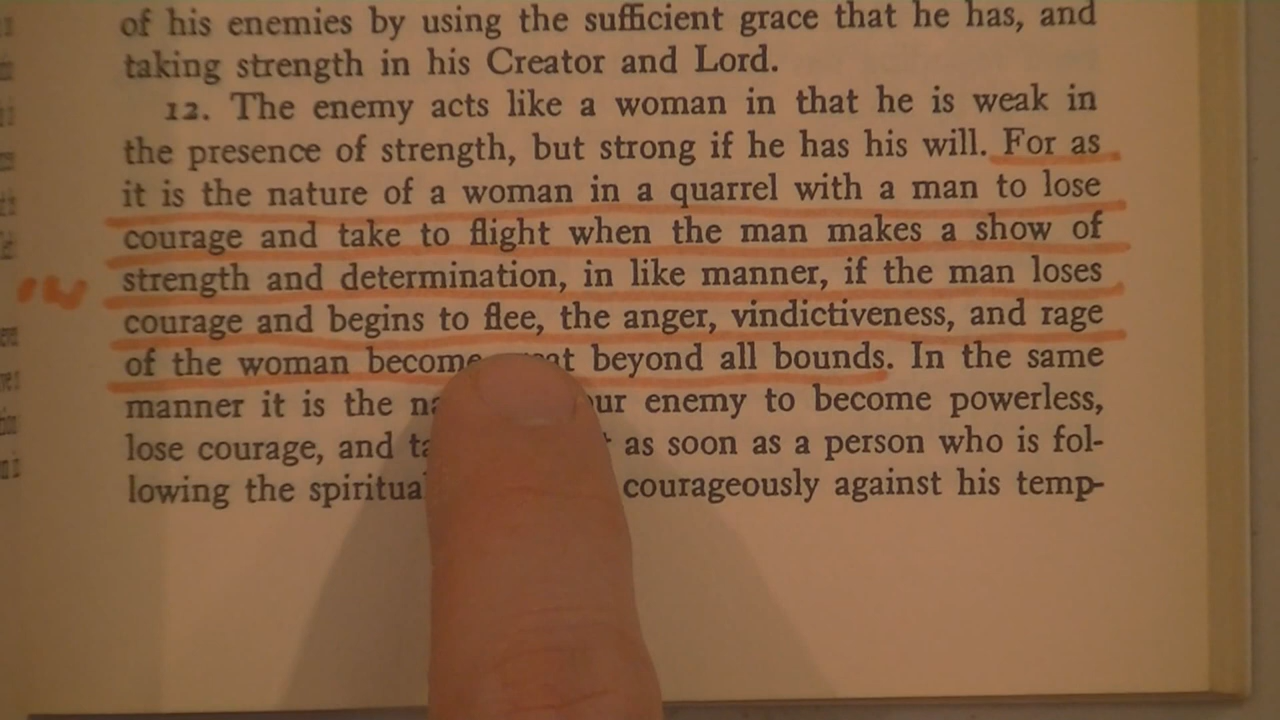 of his enemies by using the sufficient grace that he has, and
taking strength in his Creator and Lord.
12. The enemy acts like a woman in that he is weak in
the presence of strength, but strong if he has his will. For as
it is the nature of a woman in a quarrel with a man to lose
courage and take to flight when the man makes a show of
strength and determination, in like manner, if the man loses
courage and begins to flee, the anger, vindictiveness, and rage
of the woman become beyond all bounds. In the same
manner it is the enemy to become powerless,
lose courage, and as soon as a person who is fol-
lowing the courageously against his temp-